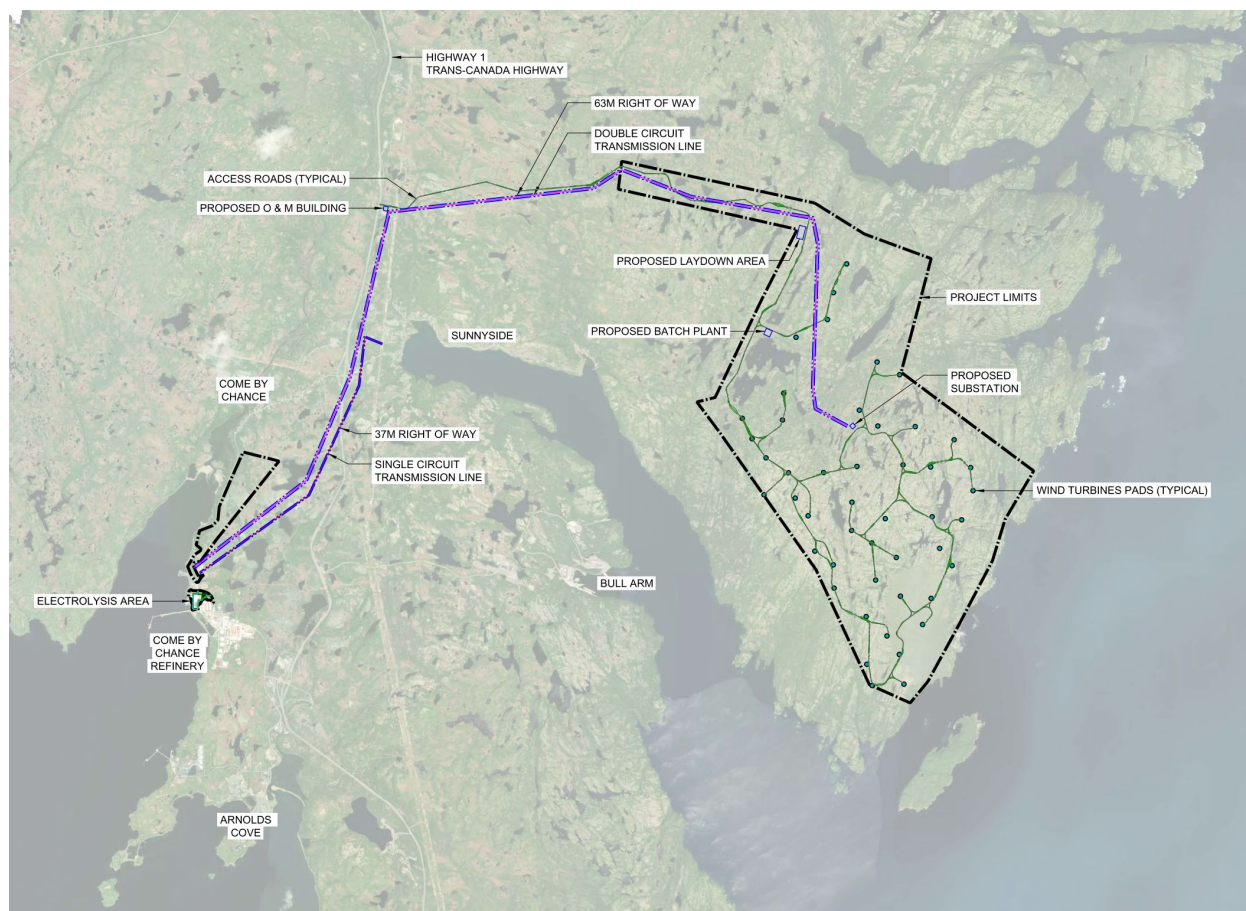 HIGHWAY 1
TRANS-CANADA HIGHWAY
63M RIGHT OF WAY
DOUBLE CIRCUIT
TRANSMISSION LINE
ACCESS ROADS (TYPICAL)
PROPOSED O & M BUILDING
PROPOSED LAYDOWN AREA
PROJECT LIMITS
PROPOSED BATCH PLANT
SUNNYSIDE
PROPOSED
SUBSTATION
COME BY
CHANCE
37M RIGHT OF WAY
SINGLE CIRCUIT
TRANSMISSION LINE
WIND TURBINES PADS (TYPICAL)
BULL ARM
ELECTROLYSIS AREA
COME BY
CHANCE
REFINERY
ARNOLDS
COVE